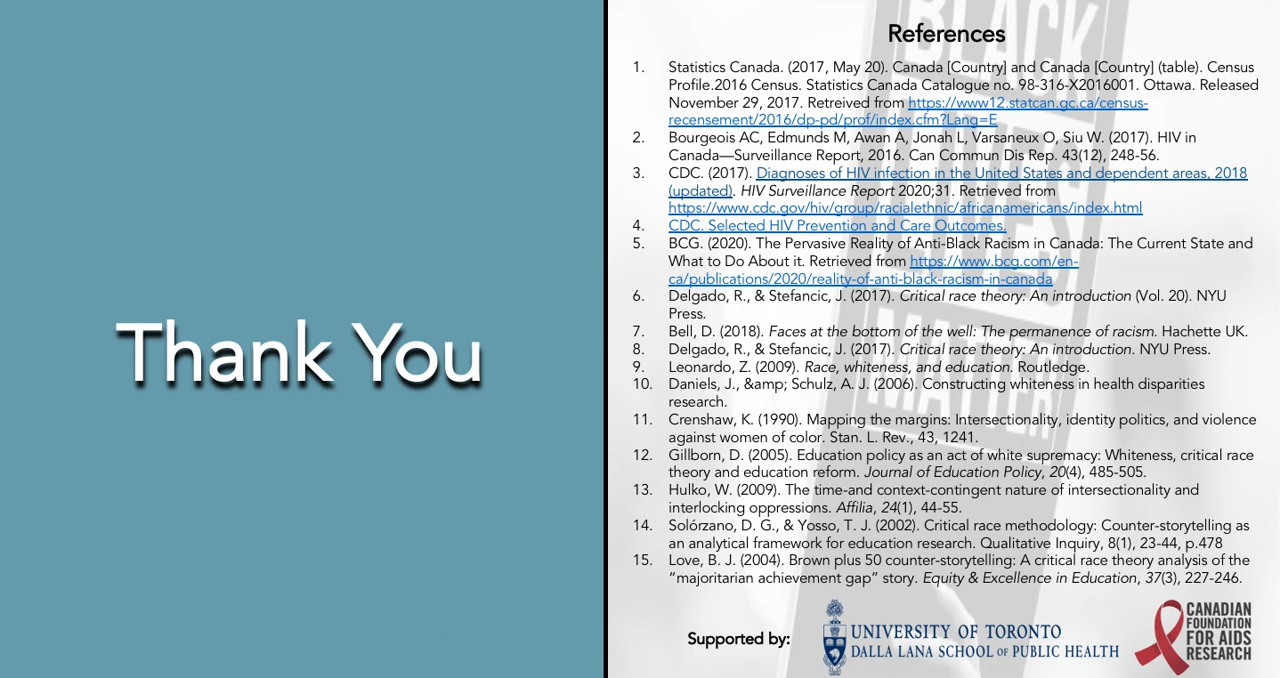 Thank You
References
1. Statistics Canada. (2017, May 20). Canada [Country] and Canada [Country] (table). Census
Profile.2016 Census. Statistics Canada Catalogue no. 98-316-X2016001. Ottawa. Released
November 29, 2017. Retreived from https://www12.statcan.gc.ca/census-
recensement/2016/dp-pd/prof/index.cfm?Lang=E
2. Bourgeois AC, Edmunds M, Awan A, Jonah L, Varsaneux O, Siu W. (2017). HIV in
Canada—Surveillance Report, 2016. Can Commun Dis Rep. 43(12), 248-56.
3. CDC. (2017). Diagnoses of HIV infection in the United States and dependent areas, 2018
(updated). HIV Surveillance Report 2020;31. Retrieved from
https://www.cdc.gov/hiv/group/racialethnic/africanamericans/index.html
4. CDC. Selected HIV Prevention and Care Outcomes.
5. BCG. (2020). The Pervasive Reality of Anti-Black Racism in Canada: The Current State and
What to Do About it. Retrieved from https://www.bcg.com/en-
ca/publications/2020/reality-of-anti-black-racism-in-canada
6. Delgado, R., & Stefancic, J. (2017). Critical race theory: An introduction (Vol. 20). NYU
Press.
7. Bell, D. (2018). Faces at the bottom of the well: The permanence of racism. Hachette UK.
8. Delgado, R., & Stefancic, J. (2017). Critical race theory: An introduction. NYU Press.
9. Leonardo, Z. (2009). Race, whiteness, and education. Routledge.
10. Daniels, J., &amp; Schulz, A. J. (2006). Constructing whiteness in health disparities
research.
11. Crenshaw, K. (1990). Mapping the margins: Intersectionality, identity politics, and violence
against women of color. Stan. L. Rev., 43, 1241.
12. Gillborn, D. (2005). Education policy as an act of white supremacy: Whiteness, critical race
theory and education reform. Journal of Education Policy, 20(4), 485-505.
13. Hulko, W. (2009). The time-and context-contingent nature of intersectionality and
interlocking oppressions. Affilia, 24(1), 44-55.
14. Solórzano, D. G., & Yosso, T. J. (2002). Critical race methodology: Counter-storytelling as
an analytical framework for education research. Qualitative Inquiry, 8(1), 23-44, p.478
15. Love, B. J. (2004). Brown plus 50 counter-storytelling: A critical race theory analysis of the
“majoritarian achievement gap” story. Equity & Excellence in Education, 37(3), 227-246.
BLACK
LIVES
MATTER
Supported by:
UNIVERSITY OF TORONTO
DALLA LANA SCHOOL OF PUBLIC HEALTH
CANADIAN
FOUNDATION
FOR AIDS
RESEARCH